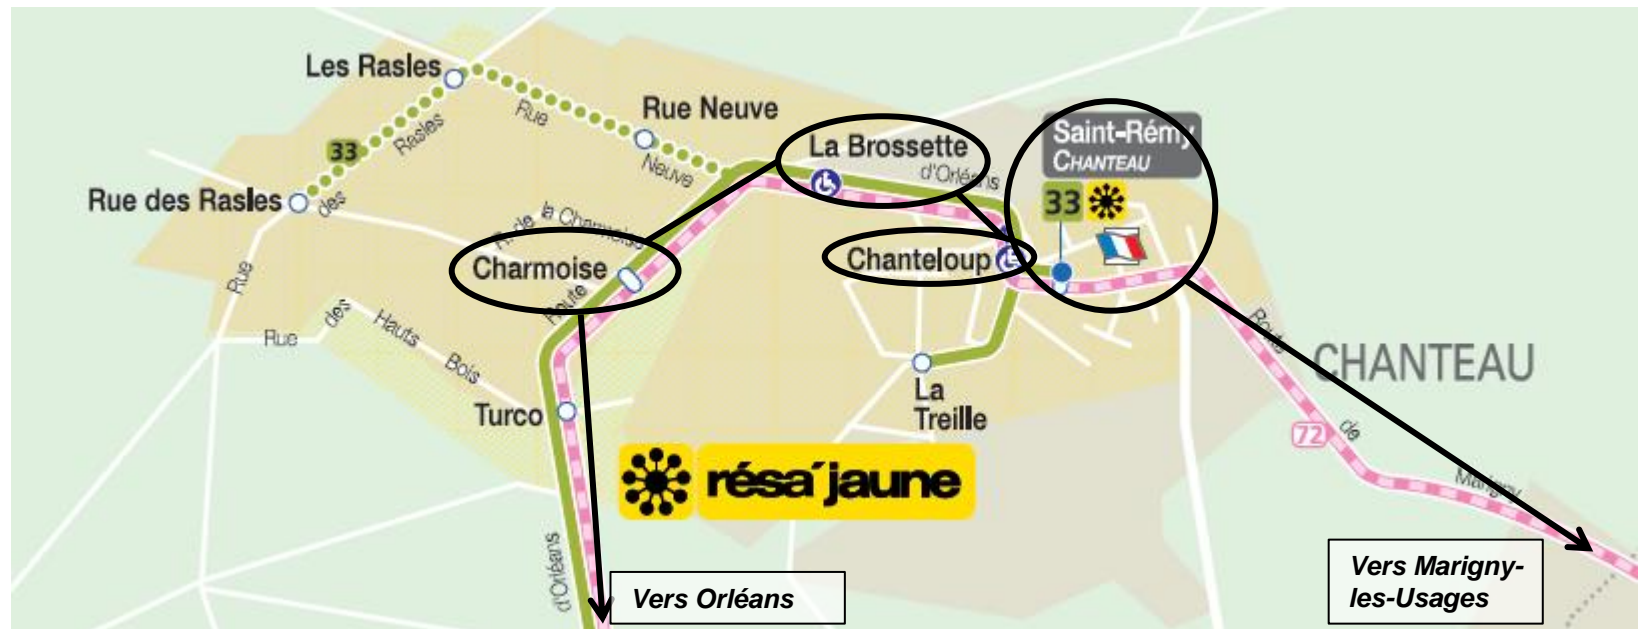 Les Rasles
Rue
Rue Neuve
Neuve
33
Rasles
des
Rue des Rasles
La Brossette
d'Orléans
Saint-Rémy
CHANTEAU
33
R. de la Charmoise
Charmoise
Chanteloup
Route
Rue
Rue
des
Hauts
Bois
Turco
La
Treille
Route
CHANTEAU
72
de
Marigny
résa'jaune
d'Orléans
Vers Orléans
Vers Marigny-
les-Usages